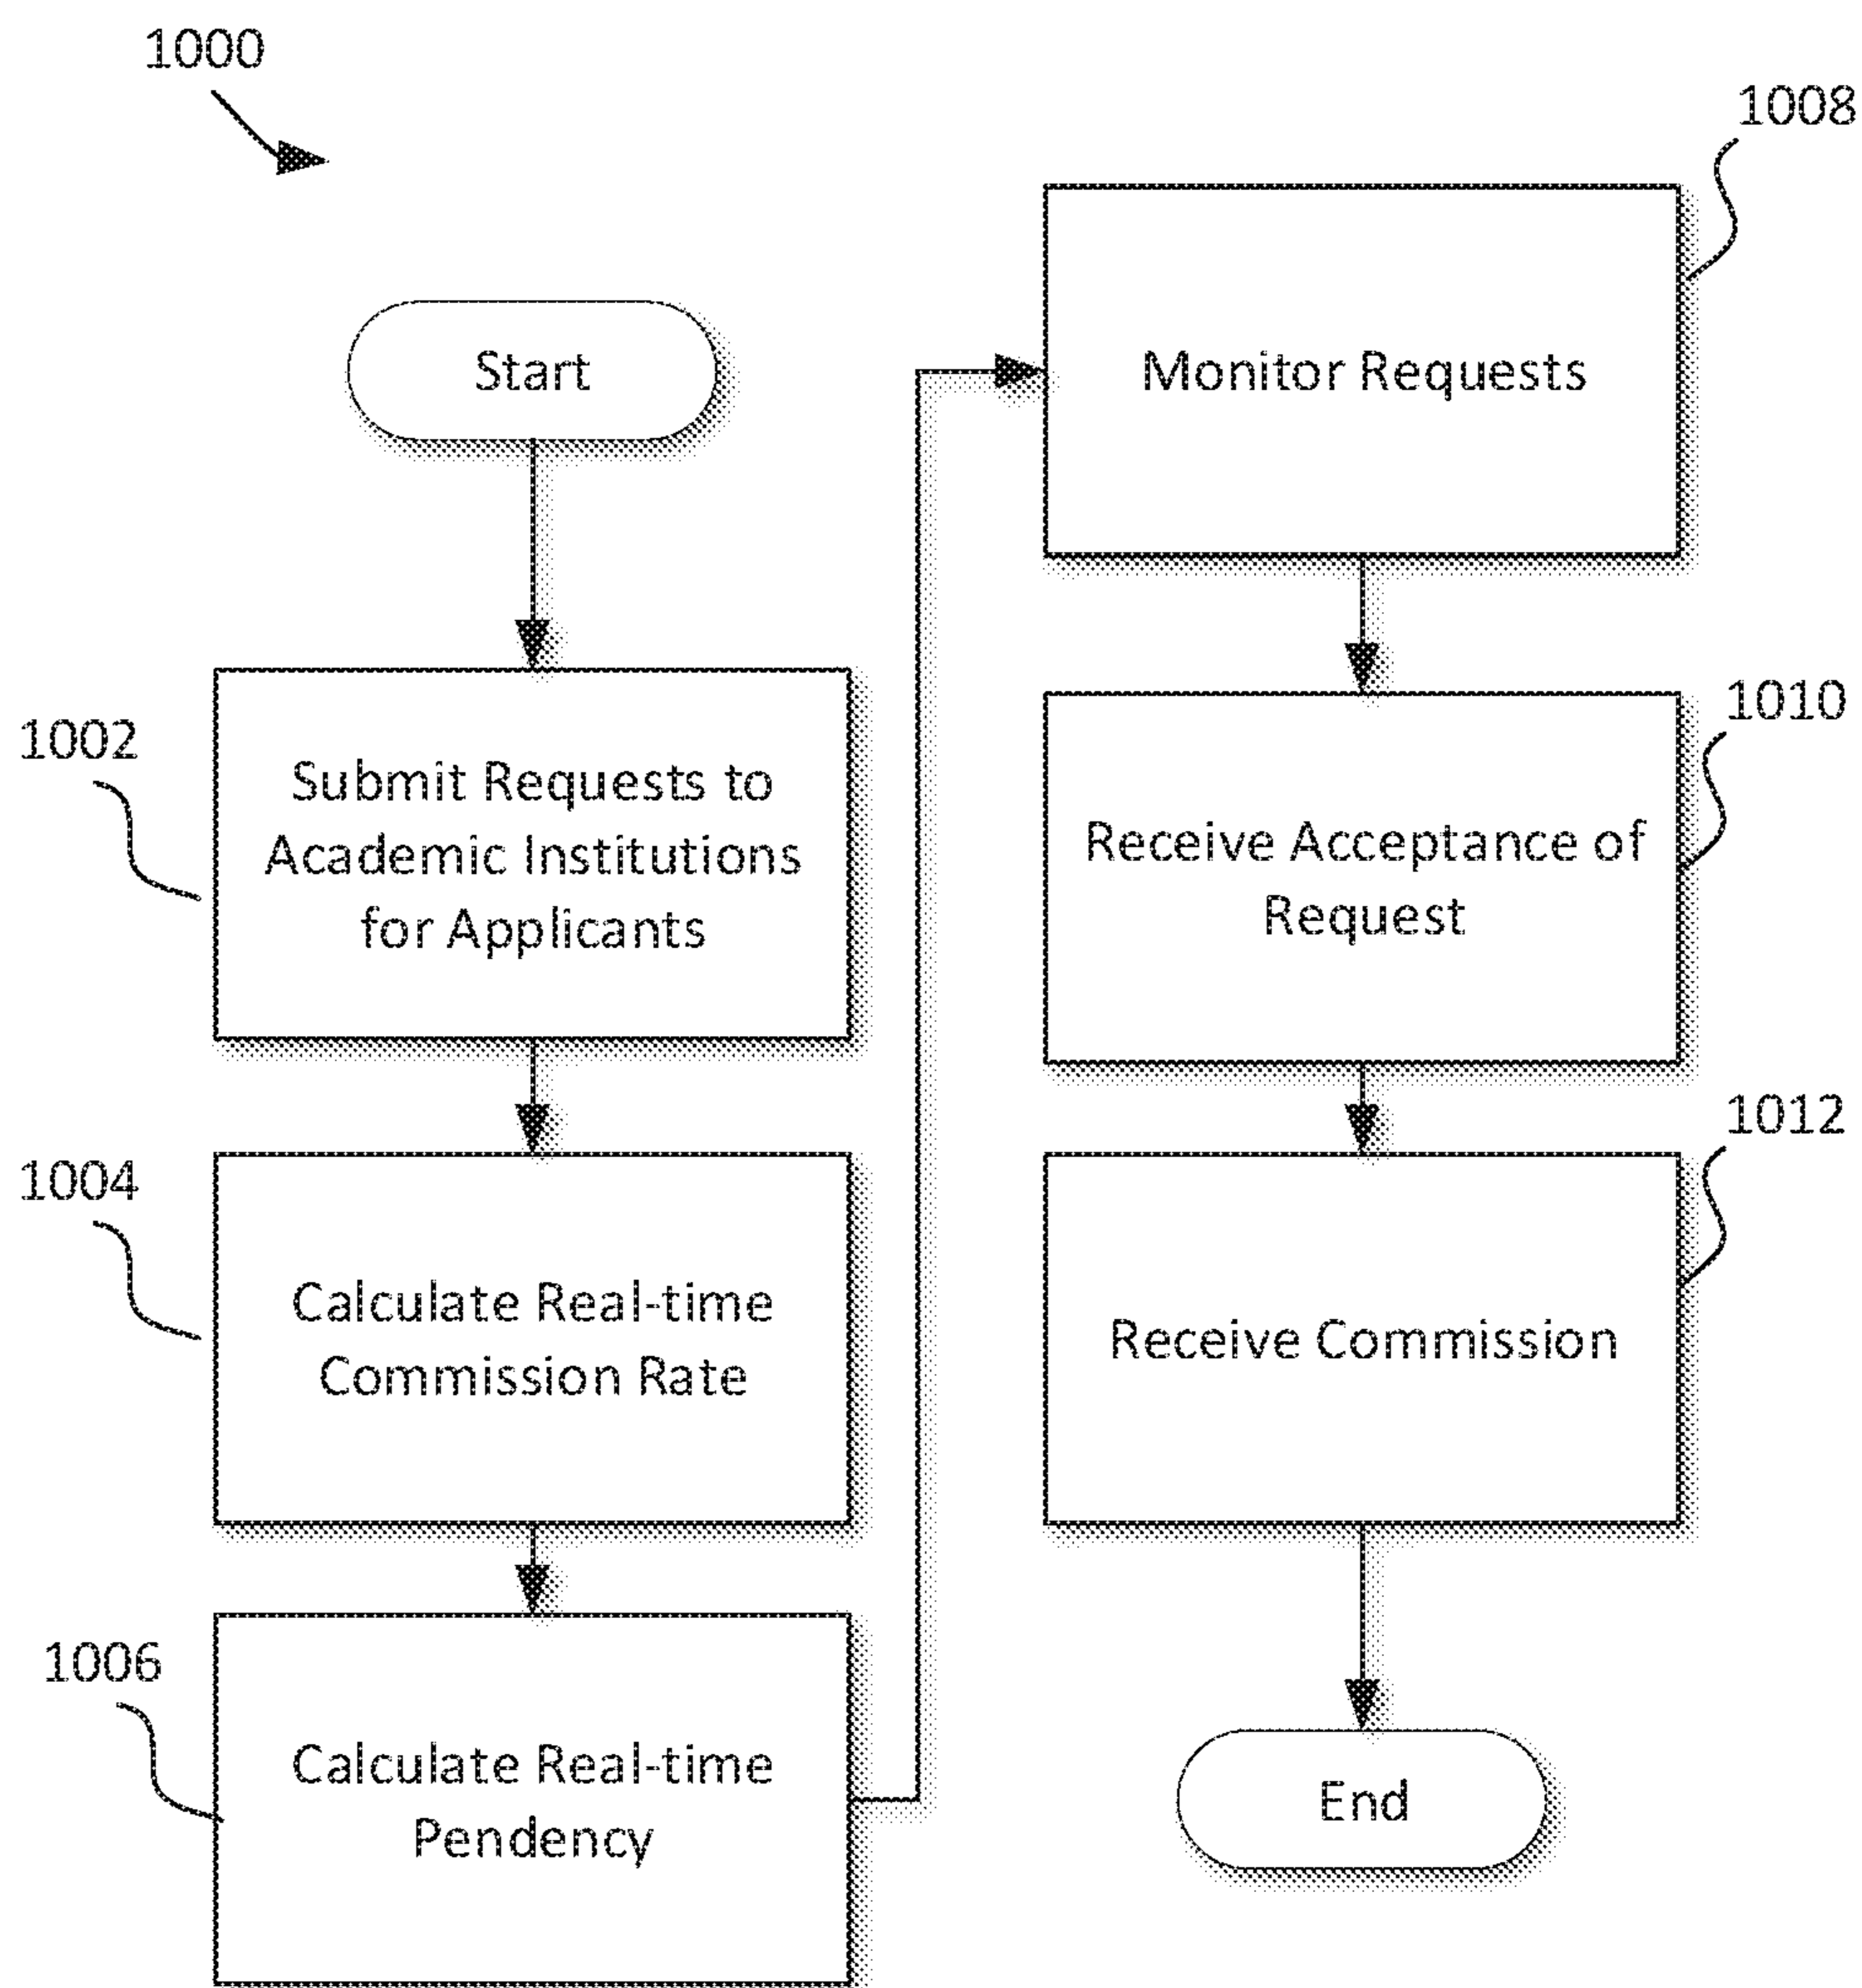 1000
Start
1002
Submit Requests to
Academic Institutions
for Applicants
1004
Calculate Real-time
Commission Rate
1006
Calculate Real-time
Pendency
1008
Monitor Requests
1010
Receive Acceptance of
Request
1012
Receive Commission
End